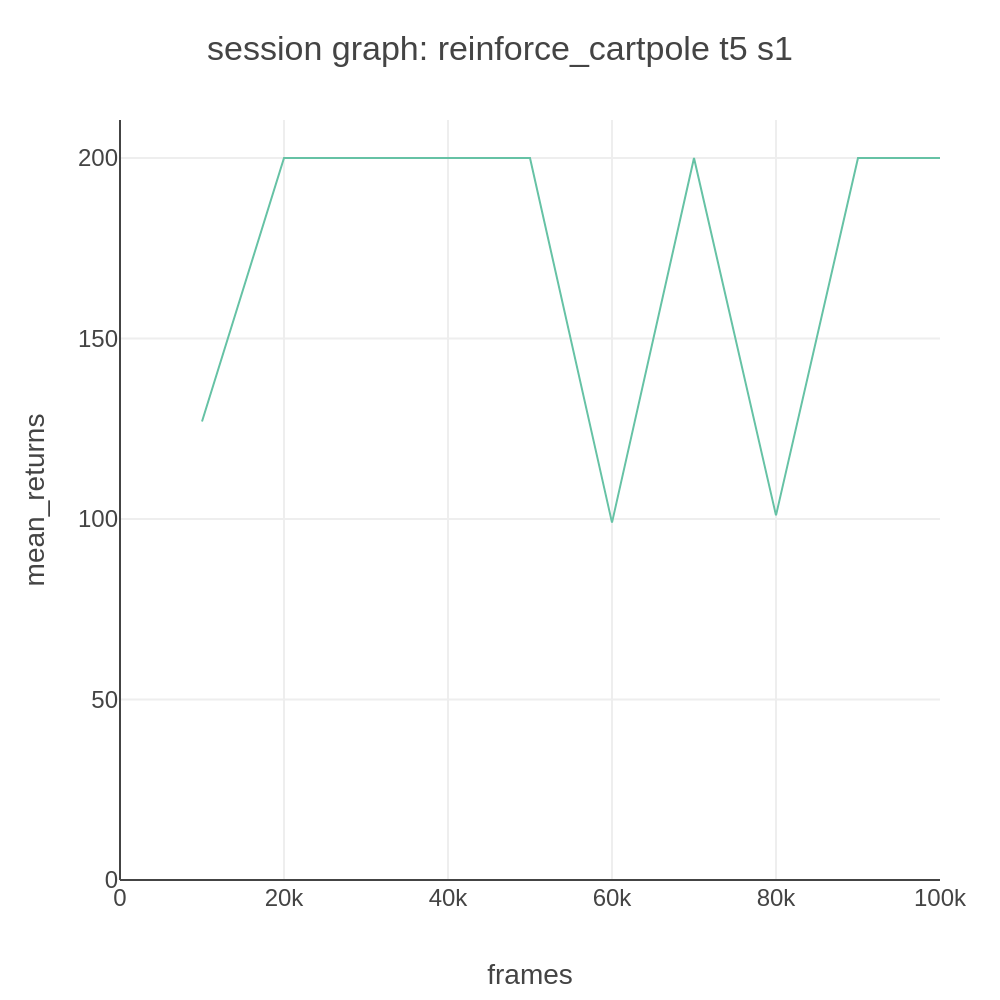 session graph: reinforce_cartpole t5 s1
mean_returns
200
150
100
50
0
0 20k 40k 60k 80k 100k
frames